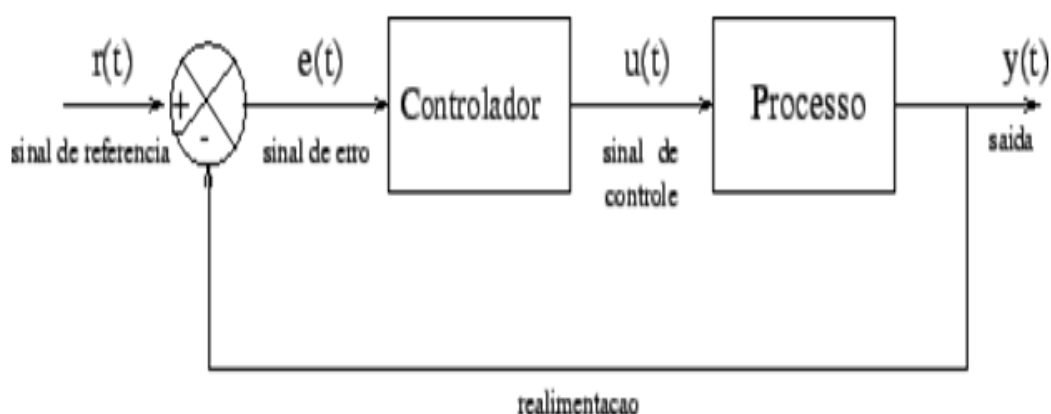 r(t)
sinal de referencia
+
-
e(t)
sinal de erro
Controlador
u(t)
sinal de
controle
Processo
y(t)
saida
realimentacao